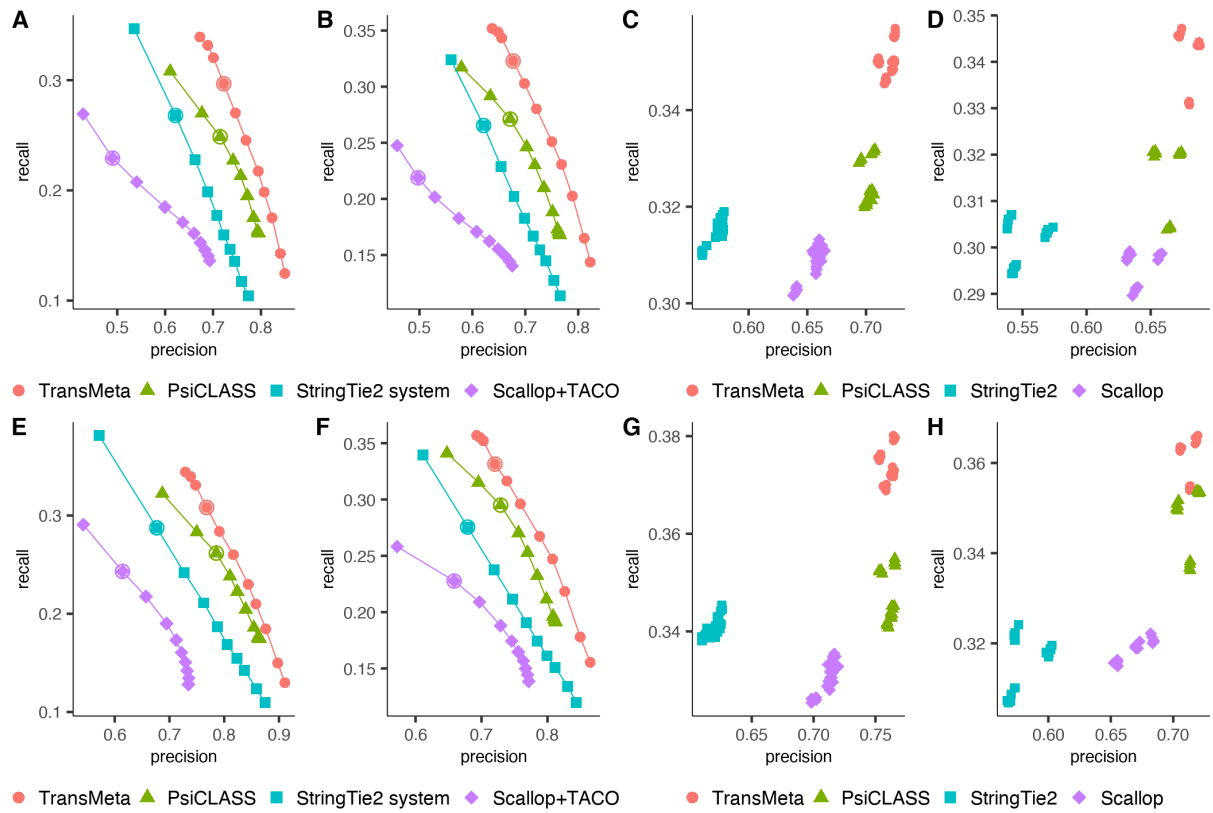 A
B
C
D
recall
0.3
0.2
0.1
0.5 0.6 0.7 0.8
precision
recall
0.35
0.30
0.25
0.20
0.15
0.5 0.6 0.7 0.8
precision
recall
0.34
0.32
0.30
0.60 0.65 0.70
precision
recall
0.35
0.34
0.33
0.32
0.31
0.30
0.29
0.55 0.60 0.65
precision
TransMeta PsiCLASS StringTie2 system Scallop+TACO
TransMeta PsiCLASS StringTie2 Scallop
E
F
G
H
recall
0.3
0.2
0.1
0.6 0.7 0.8 0.9
precision
recall
0.35
0.30
0.25
0.20
0.15
0.6 0.7 0.8
precision
recall
0.38
0.36
0.34
0.65 0.70 0.75
precision
recall
0.36
0.34
0.32
0.60 0.65 0.70
precision
TransMeta PsiCLASS StringTie2 system Scallop+TACO
TransMeta PsiCLASS StringTie2 Scallop